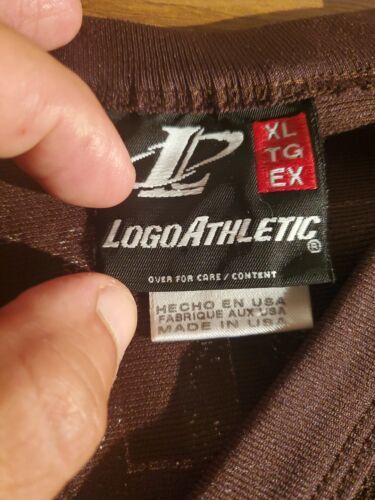 XL
TG
EX
LOGOATHLETIC®
OVER FOR CARE / CONTENT
HECHO EN USA
FABRIQUE AUX USA
MADE IN USA